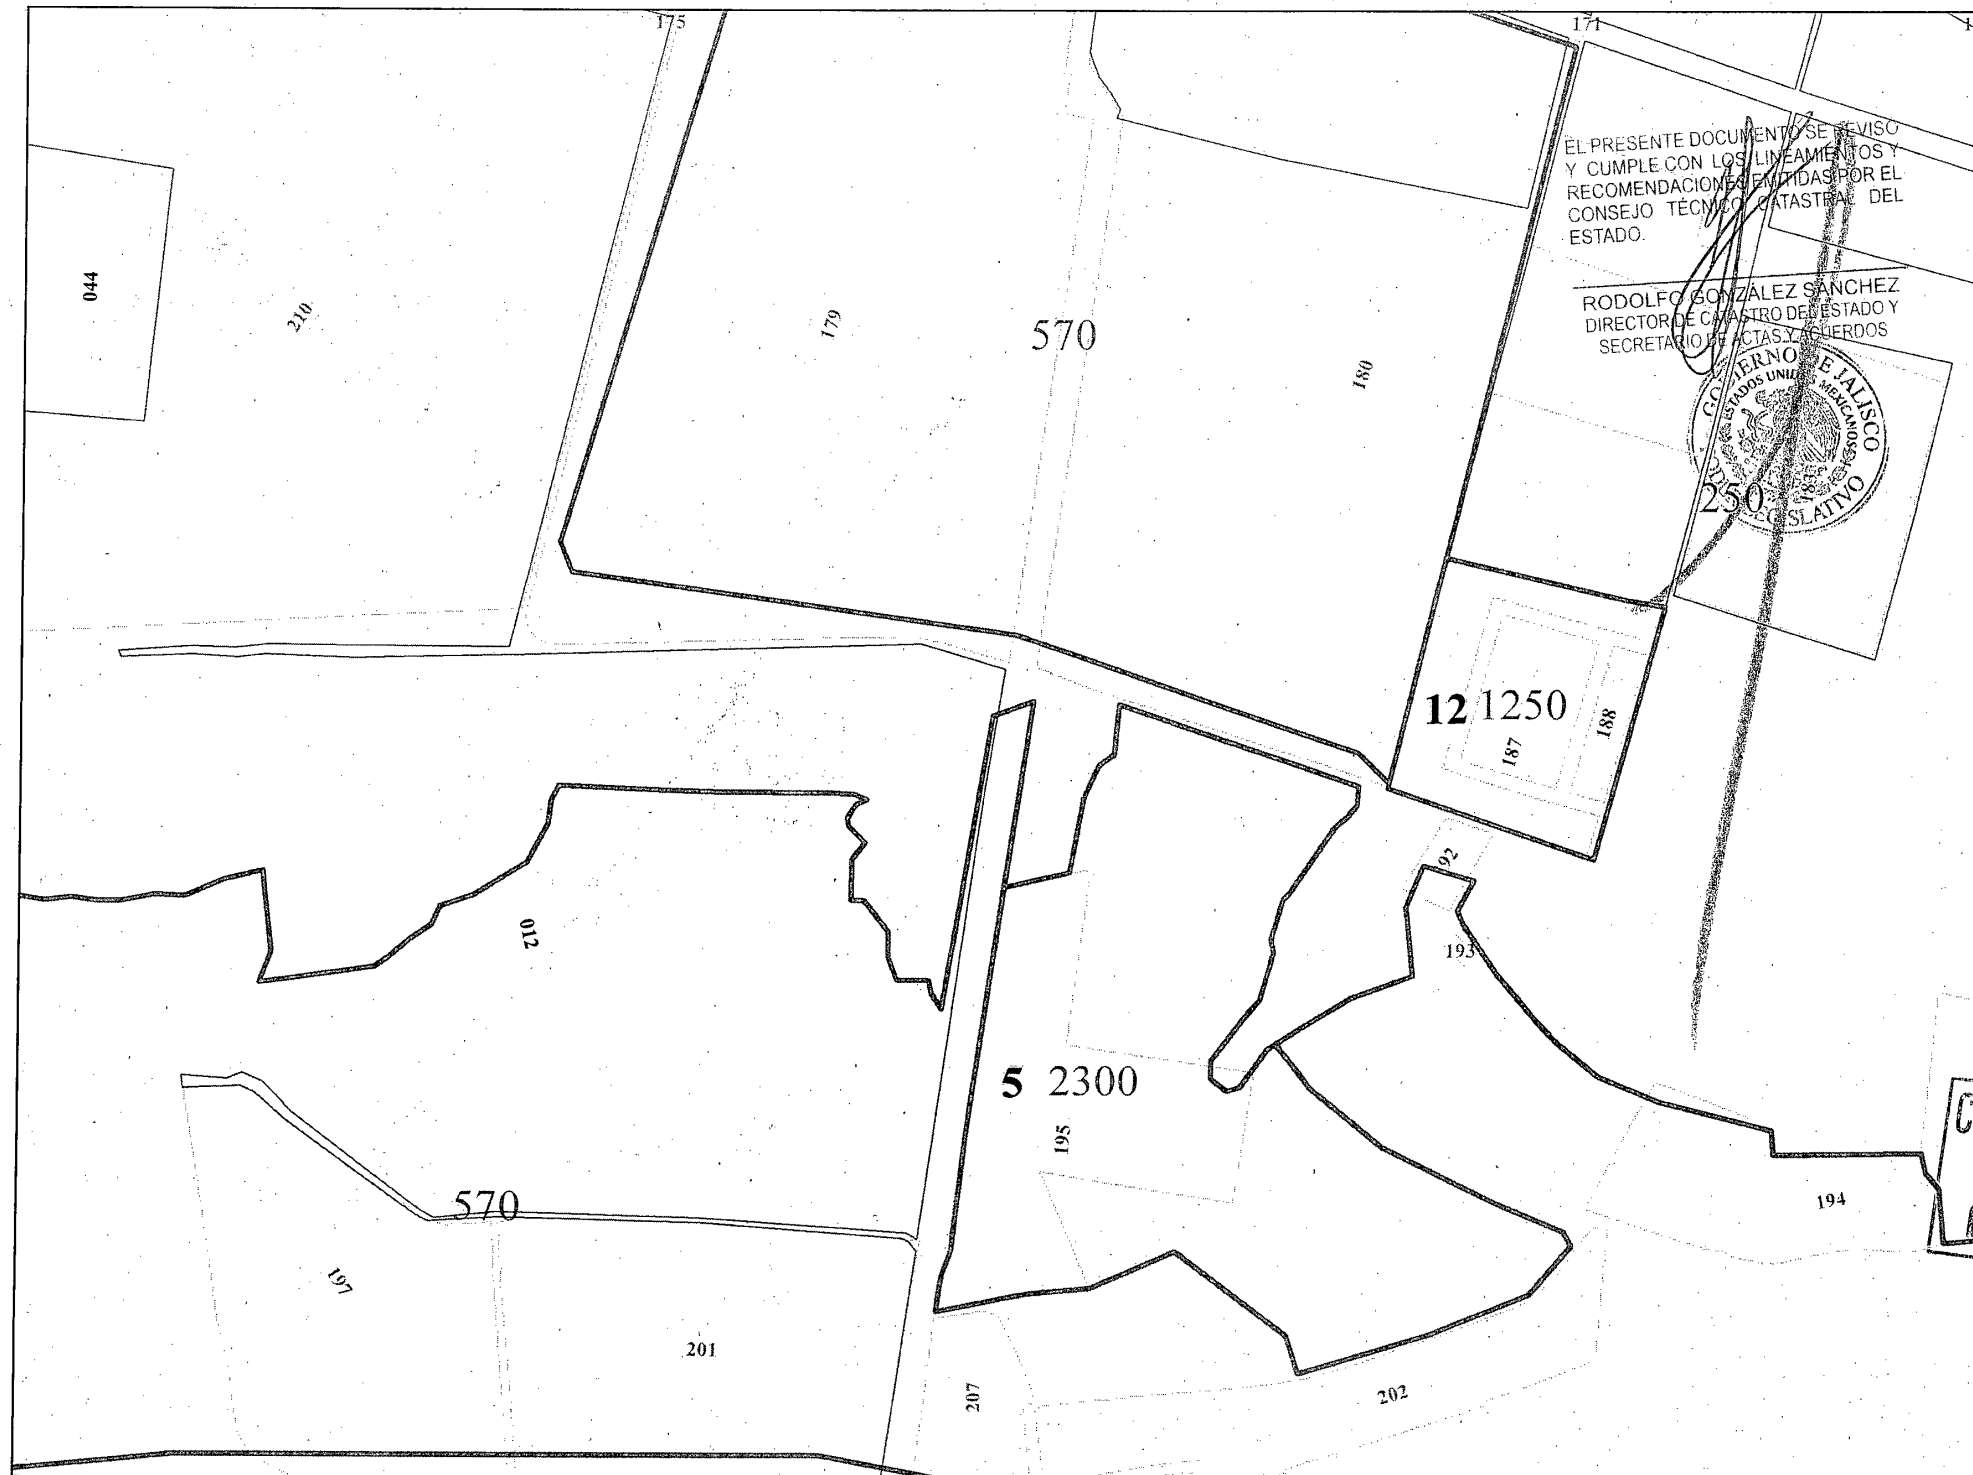 175
171
EL PRESENTE DOCUMENTO SE REVISO
Y CUMPLE CON LOS LINEAMIENTOS Y
RECOMENDACIONES EMITIDAS POR EL
CONSEJO TÉCNICO CATASTRAL DEL
ESTADO.
RODOLFO GONZÁLEZ SÁNCHEZ
DIRECTOR DE CATASTRO DEL ESTADO Y
SECRETARIO DE ACTAS Y ACUERDOS
GOBIERNO DE JALISCO
ESTADOS UNIDOS MEXICANOS
LEGISLATIVO
044
210
179
570
180
183
250
12 1250
187
188
192
193
012
5 2300
195
194
570
197
201
207
202